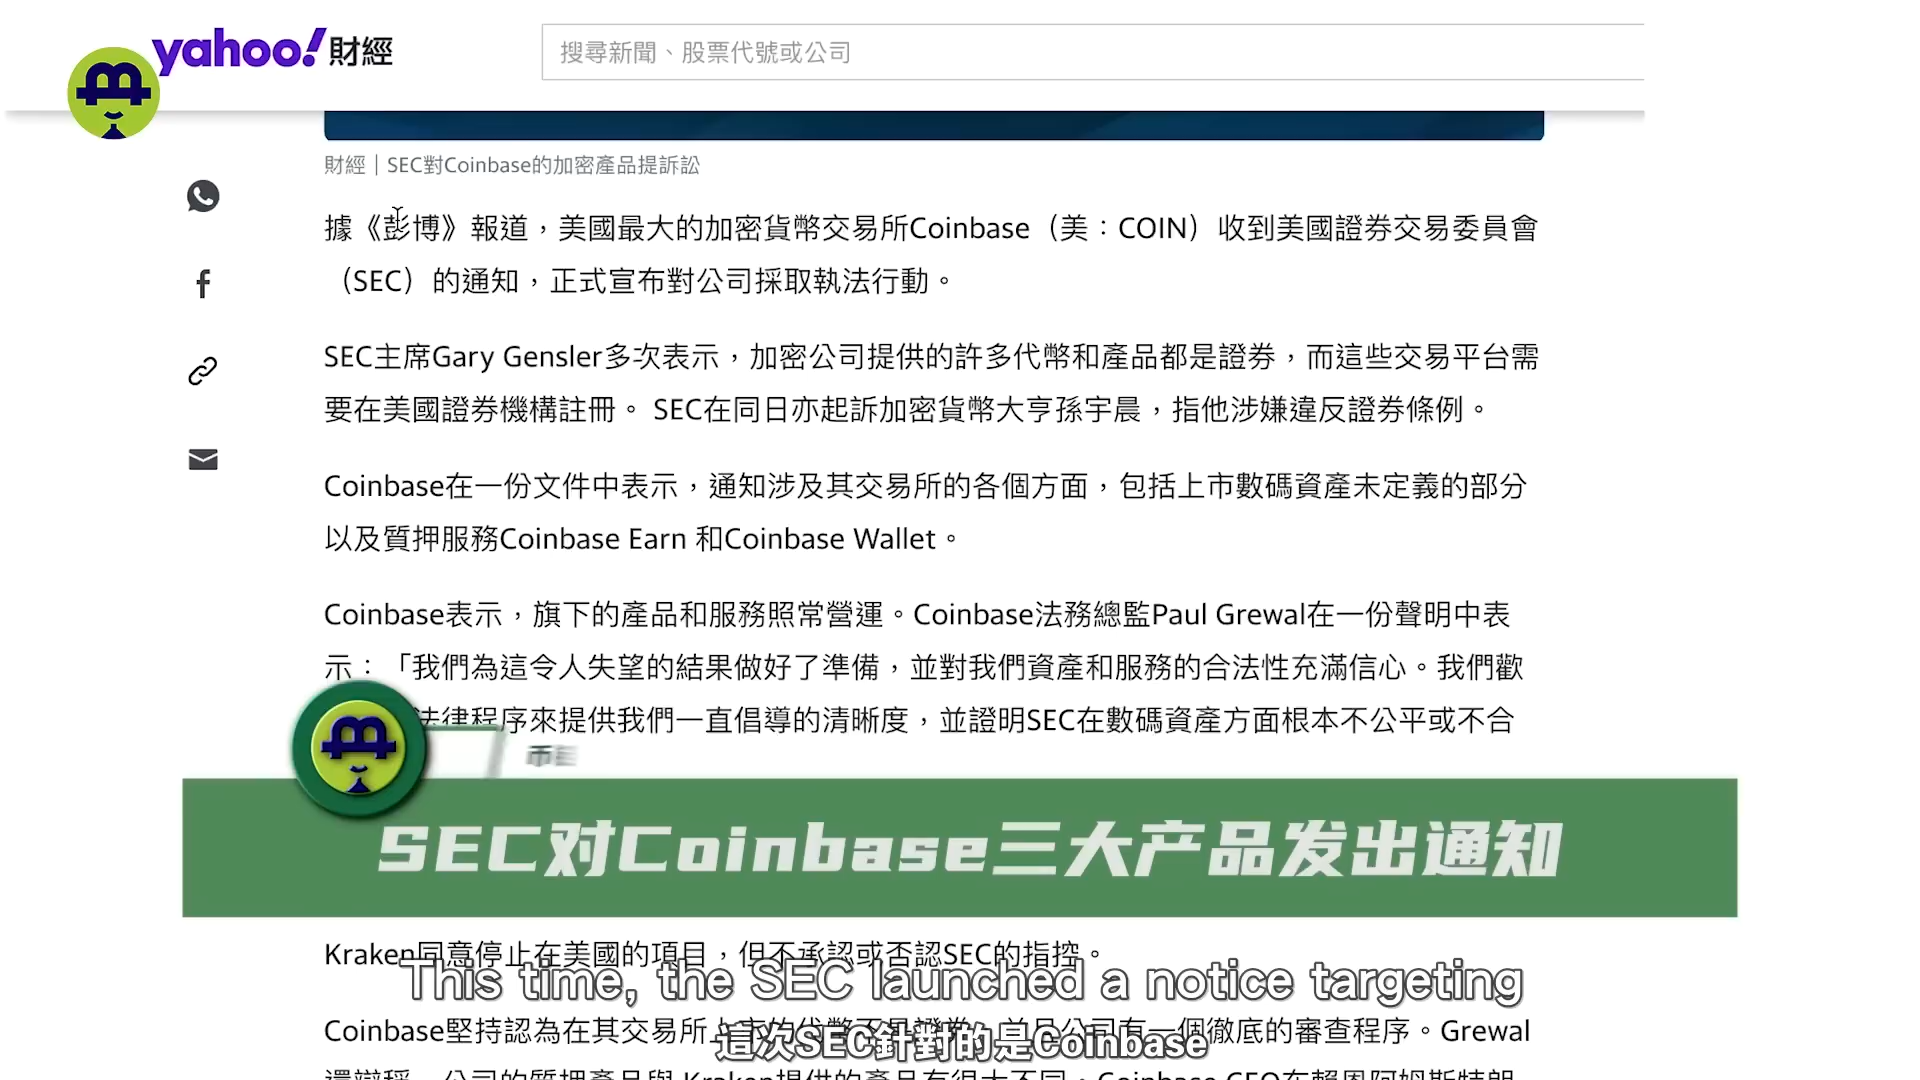 yahoo!財經
搜尋新聞、股票代號或公司
財經｜SEC對Coinbase的加密產品提訴訟
據《彭博》報道，美國最大的加密貨幣交易所Coinbase（美：COIN）收到美國證券交易委員會
（SEC）的通知，正式宣布對公司採取執法行動。
SEC主席Gary Gensler多次表示，加密公司提供的許多代幣和產品都是證券，而這些交易平台需
要在美國證券機構註冊。 SEC在同日亦起訴加密貨幣大亨孫宇晨，指他涉嫌違反證券條例。
Coinbase在一份文件中表示，通知涉及其交易所的各個方面，包括上市數碼資產未定義的部分
以及質押服務Coinbase Earn 和Coinbase Wallet。
Coinbase表示，旗下的產品和服務照常營運。Coinbase法務總監Paul Grewal在一份聲明中表
示：「我們為這令人失望的結果做好了準備，並對我們資產和服務的合法性充滿信心。我們歡
法律程序來提供我們一直倡導的清晰度，並證明SEC在數碼資產方面根本不公平或不合
币
SEC对Coinbase三大产品发出通知
Kraken同意停止在美國的項目，但不承認或否認SEC的指控。
This time, the SEC launched a notice targeting
Coinbase堅持認為在其交易所上市的代幣不是證券，並且公司有一個徹底的審查程序。Grewal
這次SEC針對的是Coinbase